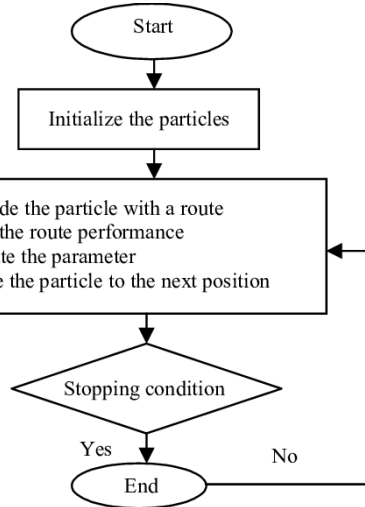 Start
Initialize the particles
de the particle with a route
the route performance
te the parameter
e the particle to the next position
Stopping condition
Yes
No
End